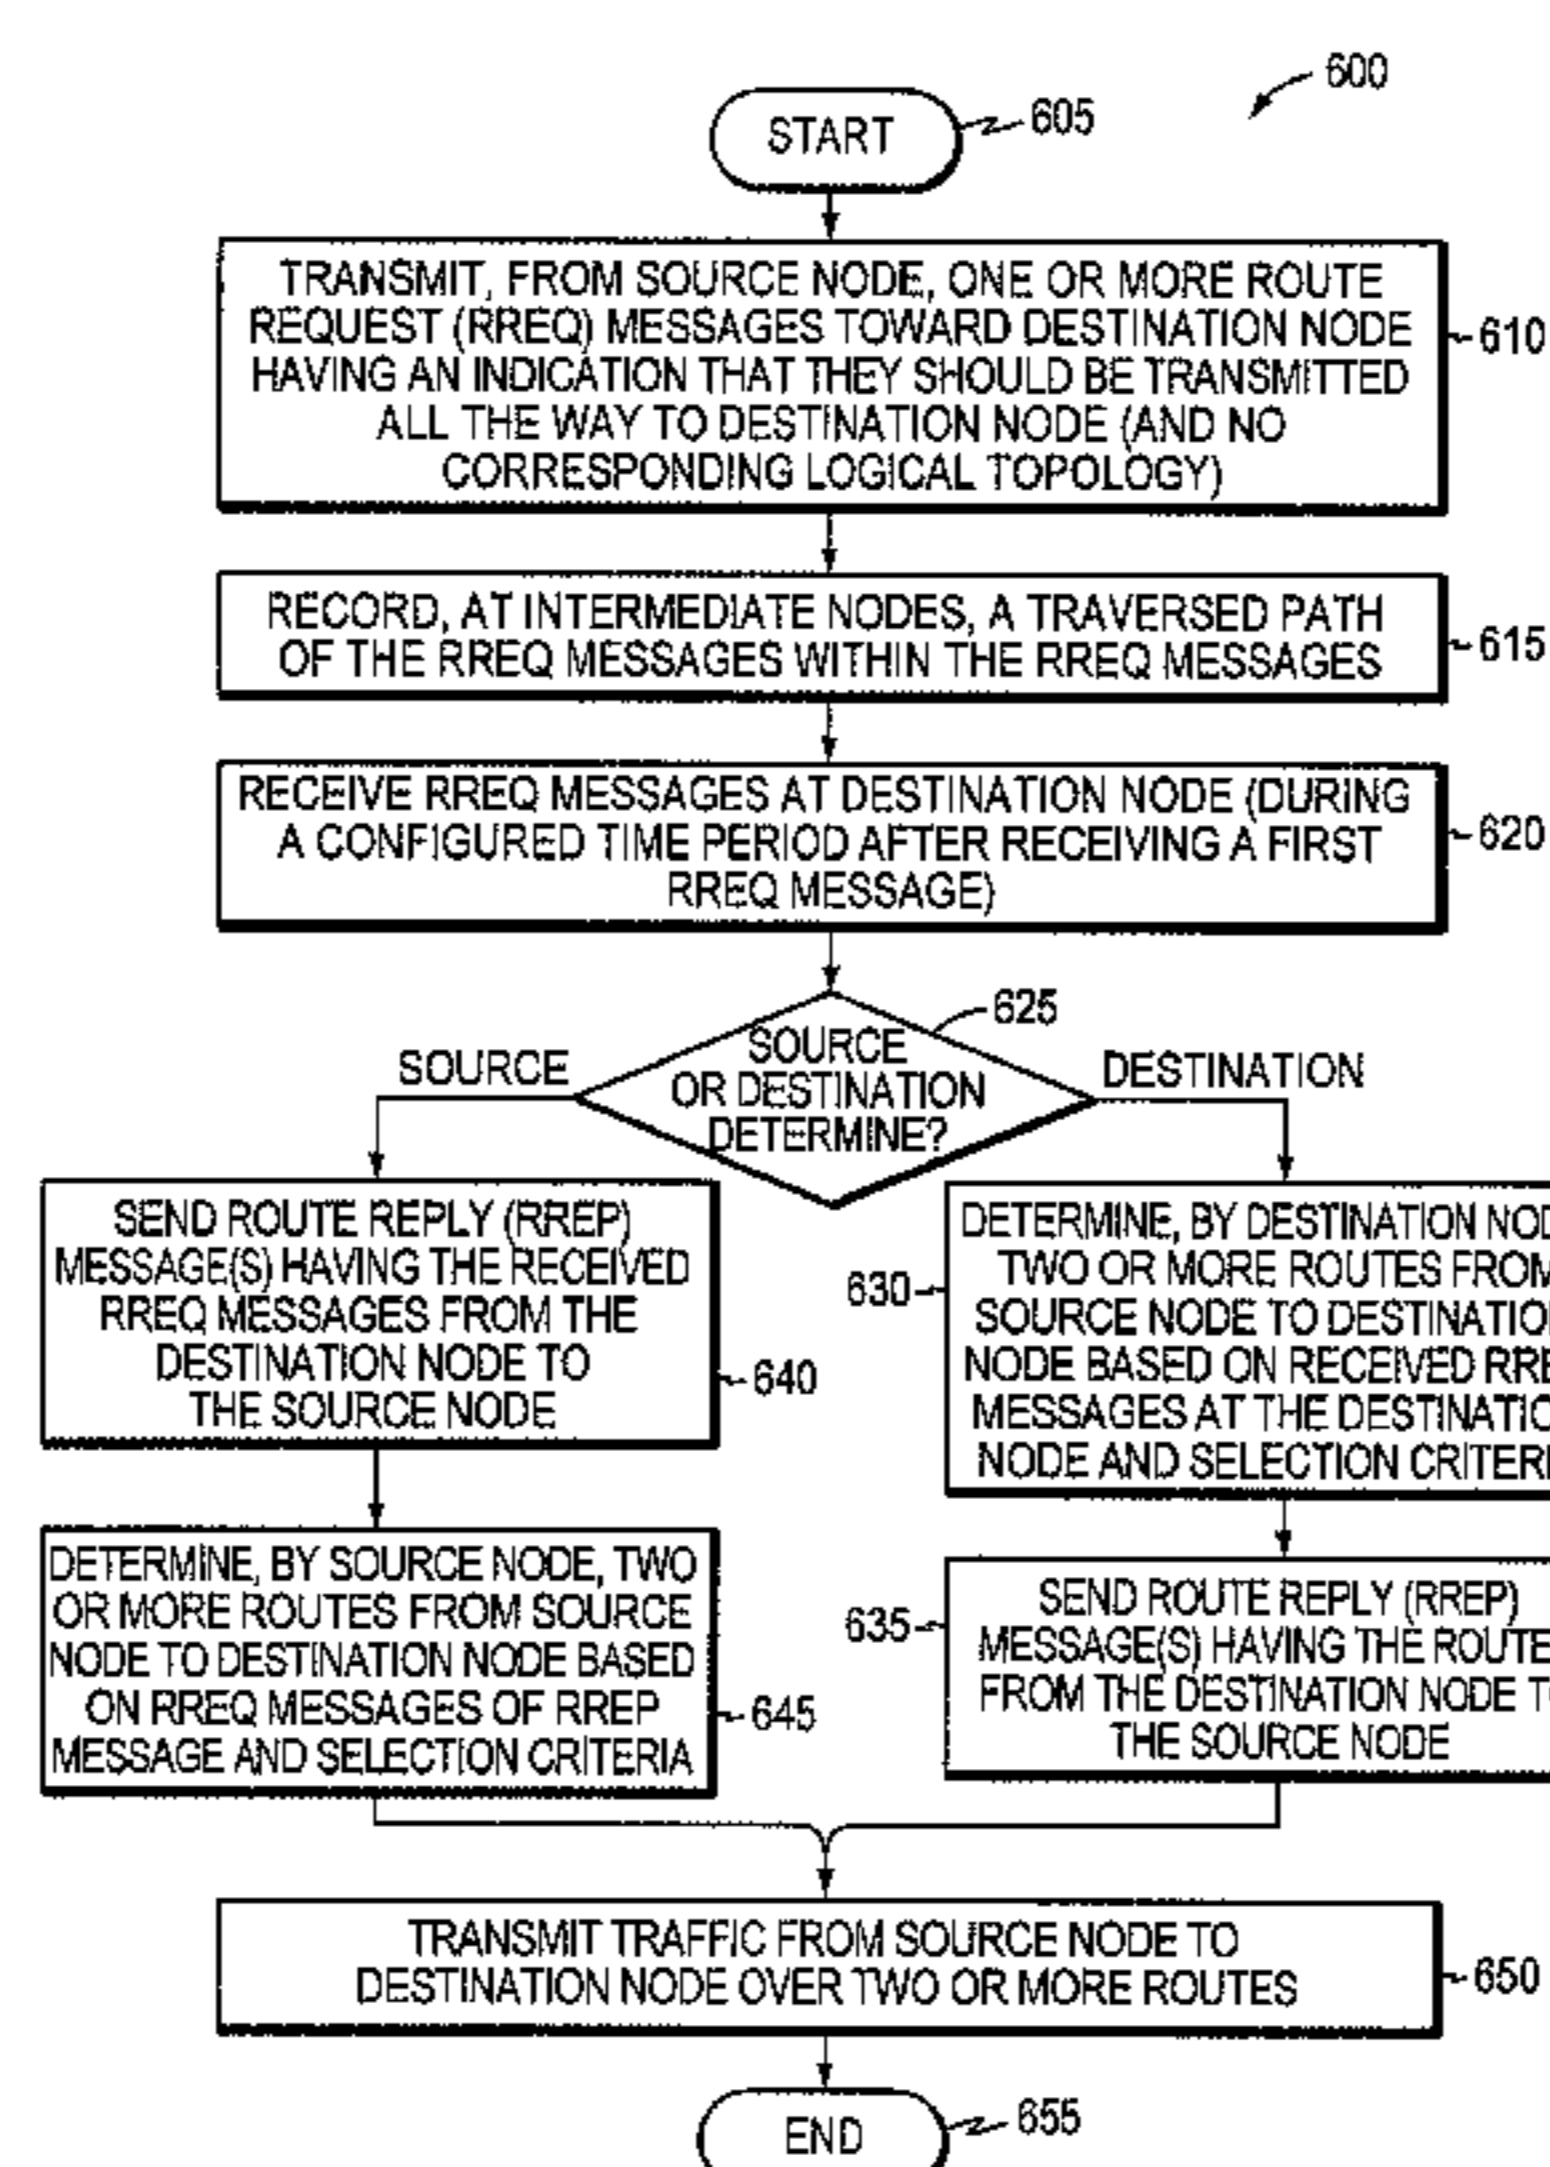 600
START
605
TRANSMIT, FROM SOURCE NODE, ONE OR MORE ROUTE
REQUEST (RREQ) MESSAGES TOWARD DESTINATION NODE
HAVING AN INDICATION THAT THEY SHOULD BE TRANSMITTED
ALL THE WAY TO DESTINATION NODE (AND NO
CORRESPONDING LOGICAL TOPOLOGY)
610
RECORD, AT INTERMEDIATE NODES, A TRAVERSED PATH
OF THE RREQ MESSAGES WITHIN THE RREQ MESSAGES
615
RECEIVE RREQ MESSAGES AT DESTINATION NODE (DURING
A CONFIGURED TIME PERIOD AFTER RECEIVING A FIRST
RREQ MESSAGE)
620
625
SOURCE
OR DESTINATION
DETERMINE?
SOURCE
DESTINATION
SEND ROUTE REPLY (RREP)
MESSAGE(S) HAVING THE RECEIVED
RREQ MESSAGES FROM THE
DESTINATION NODE TO
THE SOURCE NODE
640
DETERMINE, BY SOURCE NODE, TWO
OR MORE ROUTES FROM SOURCE
NODE TO DESTINATION NODE BASED
ON RREQ MESSAGES OF RREP
MESSAGE AND SELECTION CRITERIA
645
630
DETERMINE, BY DESTINATION
TWO OR MORE ROUTES FROM
SOURCE NODE TO
NODE BASED ON RECEIVED
MESSAGES AT THE
NODE AND SELECTION
635
SEND ROUTE REPLY (RREP)
MESSAGE(S) HAVING THE
FROM THE DESTINATION NODE
THE SOURCE NODE
TRANSMIT TRAFFIC FROM SOURCE NODE TO
DESTINATION NODE OVER TWO OR MORE ROUTES
650
END
655